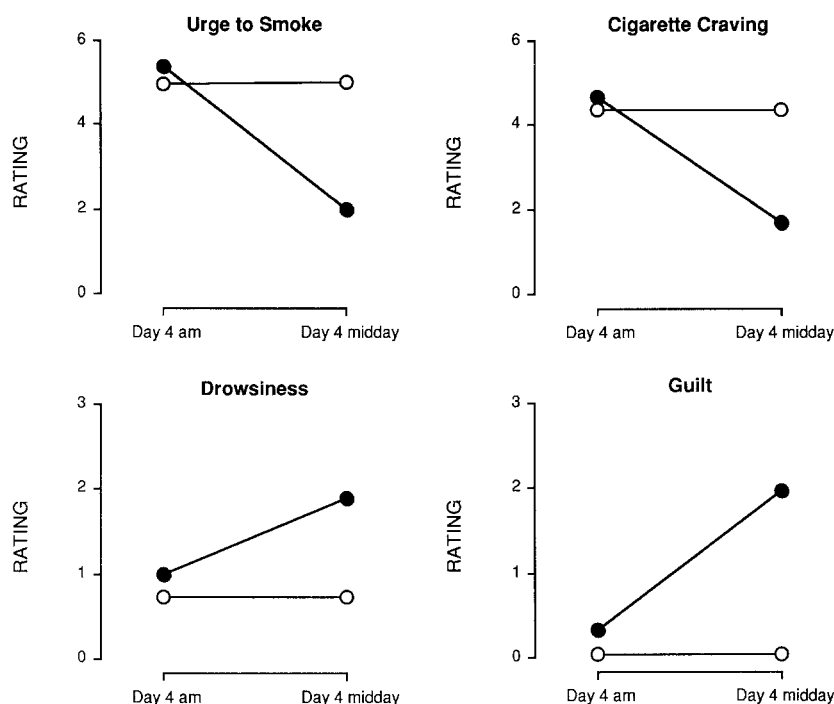 Urge to Smoke
6
4
2
0
RATING
Day 4 am
Day 4 midday
Cigarette Craving
6
4
2
0
RATING
Day 4 am
Day 4 midday
Drowsiness
3
2
1
0
RATING
Day 4 am
Day 4 midday
Guilt
3
2
1
0
RATING
Day 4 am
Day 4 midday